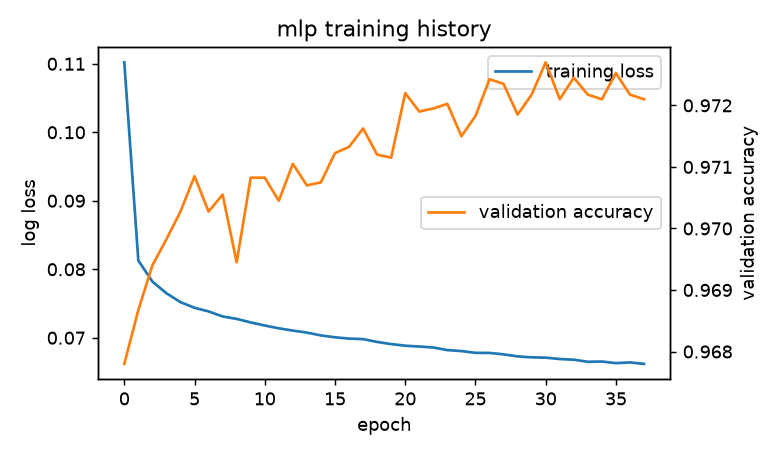 mlp training history
training loss
validation accuracy
log loss
0.11
0.10
0.09
0.08
0.07
0.972
0.971
0.970
0.969
0.968
validation accuracy
0 5 10 15 20 25 30 35
epoch